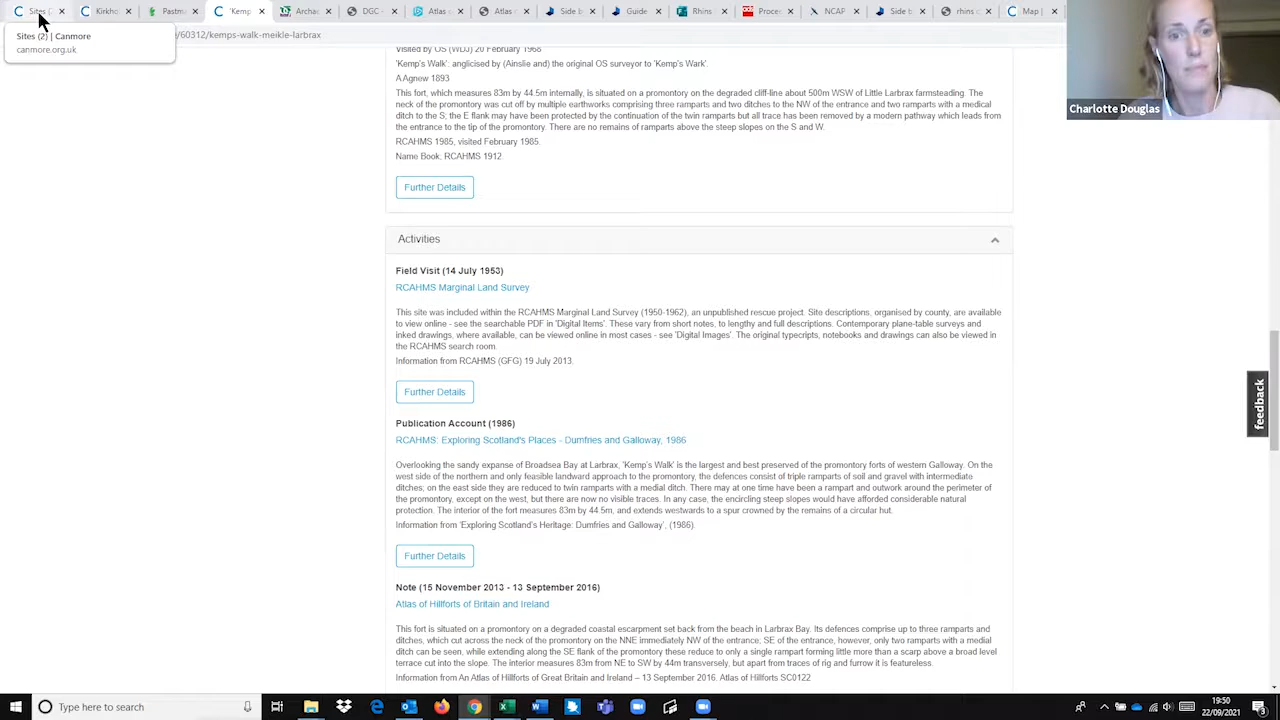 Sites
Kirkh
Pastm
'Kemp
Archae
DGC -
Kerns
Atlas
Shedb
Guide
Kinns
NCAP
Atlas
Croc
Map |
Sites (2) | Canmore
canmore.org.uk
/60312/kemps-walk-meikle-larbrax
Charlotte Douglas
Visited by OS (WDJ) 20 February 1968
'Kemp's Walk': anglicised by (Ainslie and) the original OS surveyor to 'Kemp's Wark'.
A Agnew 1893
This fort, which measures 83m by 44.5m internally, is situated on a promontory on the degraded cliff-line about 500m WSW of Little Larbrax farmsteading. The
neck of the promontory was cut off by multiple earthworks comprising three ramparts and two ditches to the NW of the entrance and two ramparts with a medical
ditch to the S; the E flank may have been protected by the continuation of the twin ramparts but all trace has been removed by a modern pathway which leads from
the entrance to the tip of the promontory. There are no remains of ramparts above the steep slopes on the S and W.
RCAHMS 1985, visited February 1985.
Name Book, RCAHMS 1912.
Further Details
Activities
Field Visit (14 July 1953)
RCAHMS Marginal Land Survey
This site was included within the RCAHMS Marginal Land Survey (1950-1962), an unpublished rescue project. Site descriptions, organised by county, are available
to view online - see the searchable PDF in 'Digital Items'. These vary from short notes, to lengthy and full descriptions. Contemporary plane-table surveys and
inked drawings, where available, can be viewed online in most cases - see 'Digital Images'. The original typecripts, notebooks and drawings can also be viewed in
the RCAHMS search room.
Information from RCAHMS (GFG) 19 July 2013.
Further Details
Publication Account (1986)
RCAHMS: Exploring Scotland's Places - Dumfries and Galloway, 1986
Overlooking the sandy expanse of Broadsea Bay at Larbrax, 'Kemp's Walk' is the largest and best preserved of the promontory forts of western Galloway. On the
west side of the northern and only feasible landward approach to the promontory, the defences consist of triple ramparts of soil and gravel with intermediate
ditches; on the east side they are reduced to twin ramparts with a medial ditch. There may at one time have been a rampart and outwork around the perimeter of
the promontory, except on the west, but there are now no visible traces. In any case, the encircling steep slopes would have afforded considerable natural
protection. The interior of the fort measures 83m by 44.5m, and extends westwards to a spur crowned by the remains of a circular hut.
Information from 'Exploring Scotland's Heritage: Dumfries and Galloway', (1986).
Further Details
Note (15 November 2013 - 13 September 2016)
Atlas of Hillforts of Britain and Ireland
This fort is situated on a promontory on a degraded coastal escarpment set back from the beach in Larbrax Bay. Its defences comprise up to three ramparts and
ditches, which cut across the neck of the promontory on the NNE immediately NW of the entrance; SE of the entrance, however, only two ramparts with a medial
ditch can be seen, while extending along the SE flank of the promontory these reduce to only a single rampart forming little more than a scarp above a broad level
terrace cut into the slope. The interior measures 83m from NE to SW by 44m transversely, but apart from traces of rig and furrow it is featureless.
Information from An Atlas of Hillforts of Great Britain and Ireland – 13 September 2016. Atlas of Hillforts SC0122
feedback
Type here to search
19:50
22/09/2021